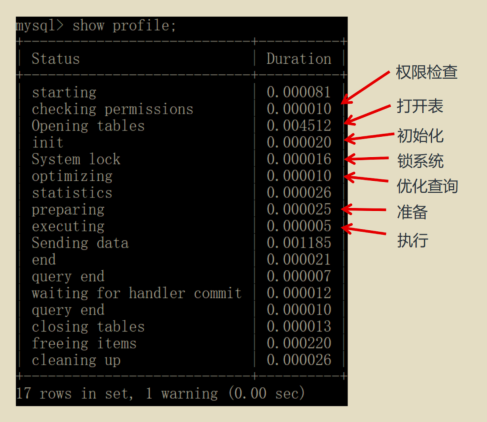 mysql> show profile;
Status Duration
starting 0.000081
checking permissions 0.000010 权限检查
Opening tables 0.004512 打开表
init 0.000020 初始化
System lock 0.000016 锁系统
optimizing 0.000010 优化查询
statistics 0.000026
preparing 0.000025 准备
executing 0.000005 执行
Sending data 0.001185
end 0.000021
query end 0.000007
waiting for handler commit 0.000012
query end 0.000010
closing tables 0.000013
freeing items 0.000220
cleaning up 0.000026
17 rows in set, 1 warning (0.00 sec)